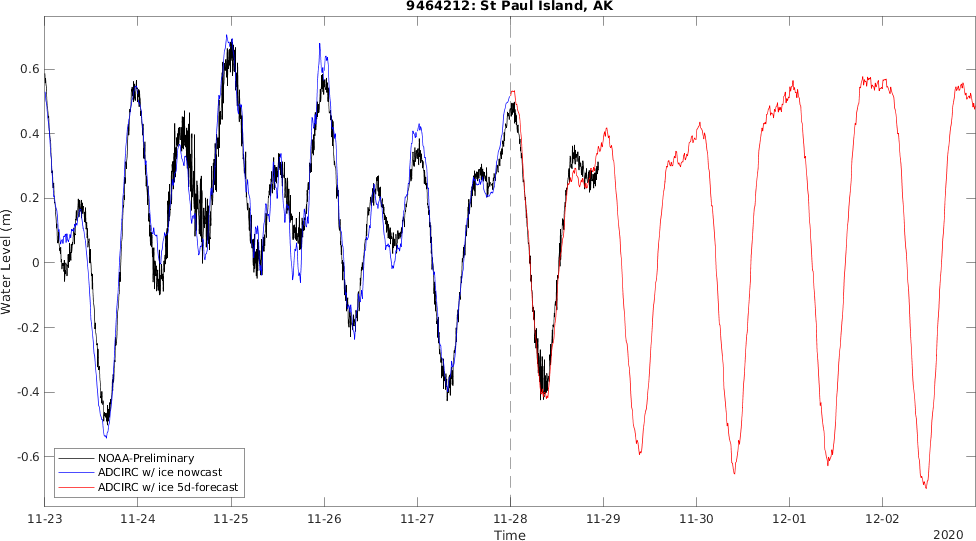 9464212: St Paul Island, AK
Water Level (m)
0.6
0.4
0.2
0
-0.2
-0.4
-0.6
NOAA-Preliminary
ADCIRC w/ ice nowcast
ADCIRC w/ ice 5d-forecast
11-23 11-24 11-25 11-26 11-27 11-28 11-29 11-30 12-01 12-02
Time
2020